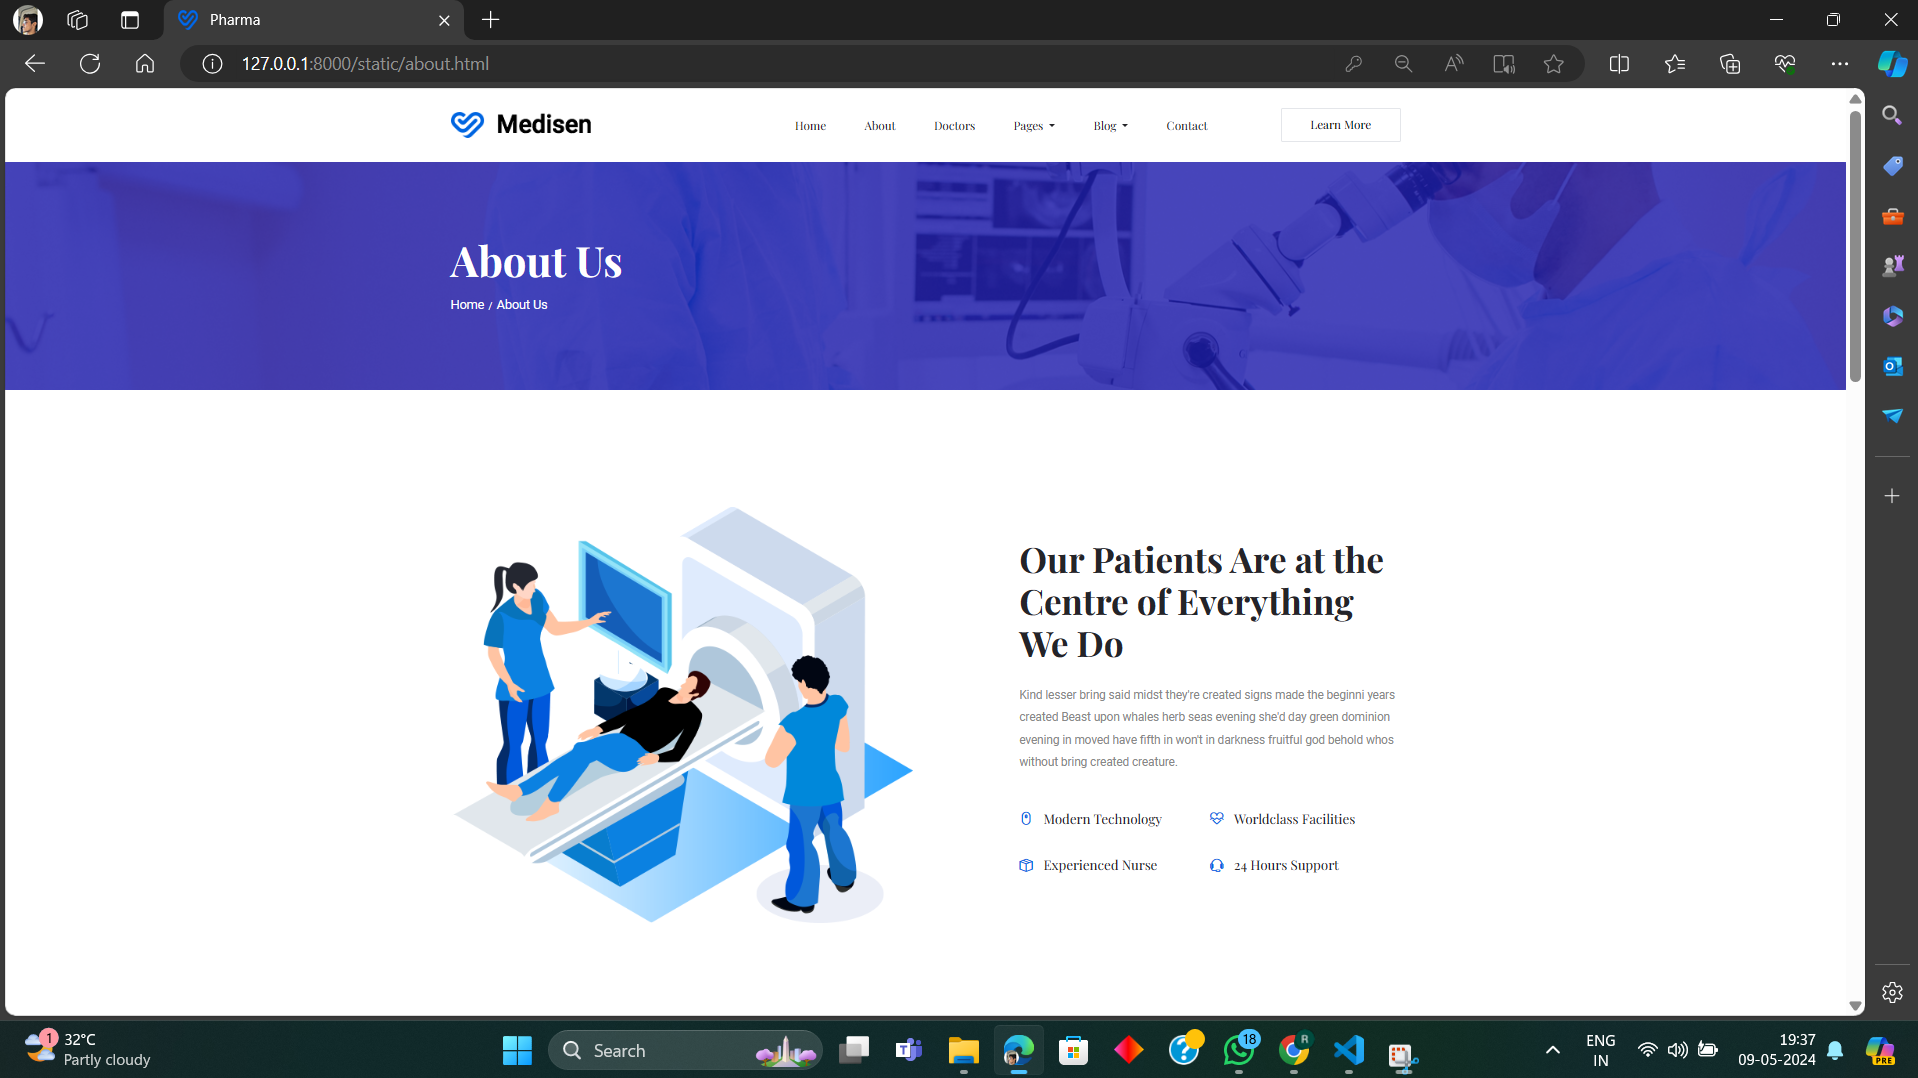 Pharma
127.0.0.1:8000/static/about.html
Medisen
Home
About
Doctors
Pages
Blog
Contact
Learn More
About Us
Home / About Us
Our Patients Are at the
Centre of Everything
We Do
Kind lesser bring said midst they're created signs made the beginni years
created Beast upon whales herb seas evening she'd day green dominion
evening in moved have fifth in won't in darkness fruitful god behold whos
without bring created creature.
Modern Technology
Worldclass Facilities
Experienced Nurse
24 Hours Support
1
32°C
Partly cloudy
Search
18
R
ENG
IN
19:37
09-05-2024
PRE